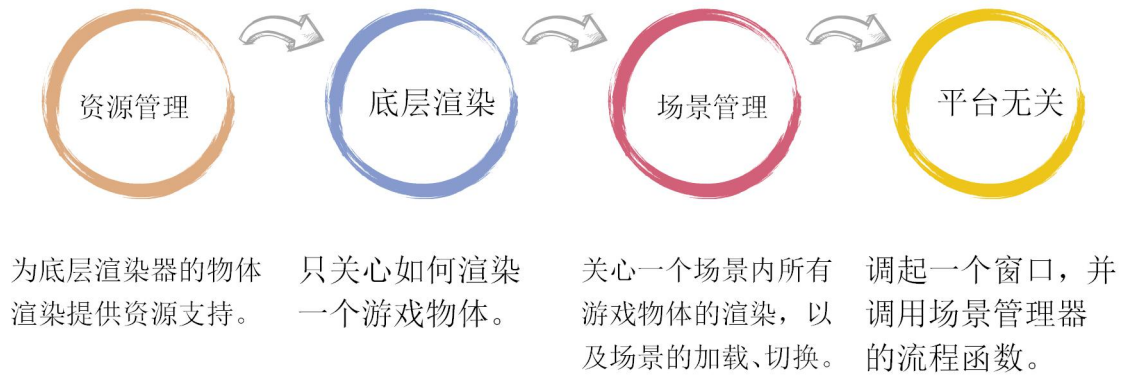 资源管理
底层渲染
场景管理
平台无关
为底层渲染器的物体
渲染提供资源支持。
只关心如何渲染
一个游戏物体。
关心一个场景内所有
游戏物体的渲染，以
及场景的加载、切换。
调起一个窗口，并
调用场景管理器
的流程函数。